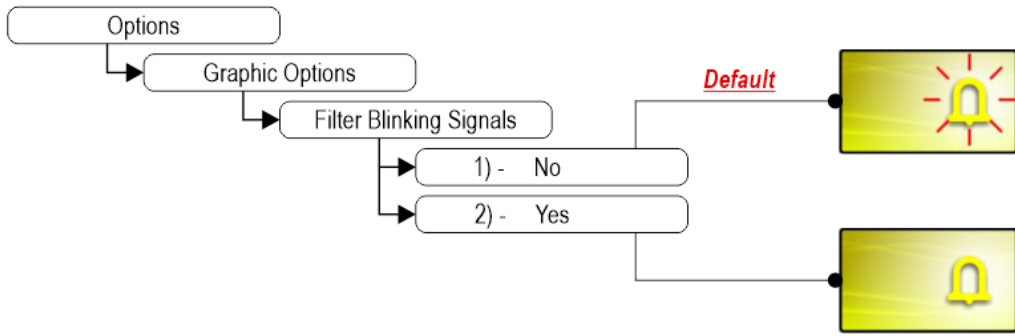 Options
Graphic Options
Default
Filter Blinking Signals
1) - No
2) - Yes